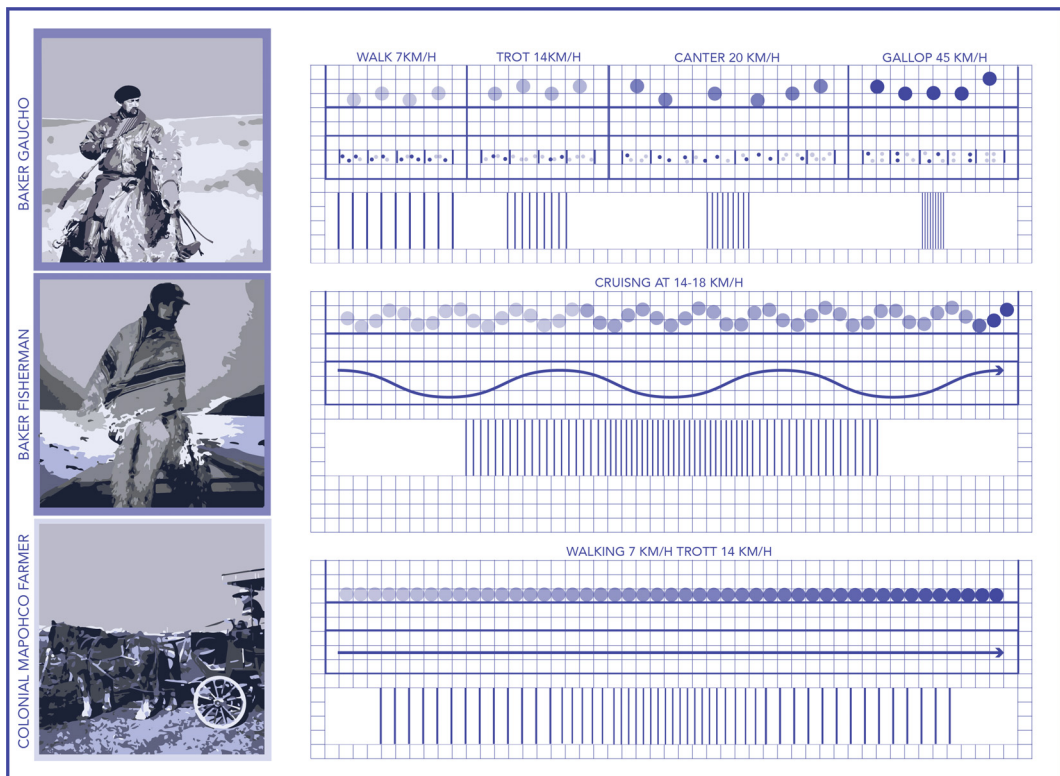 BAKER GAUCHO
WALK 7KM/H
TROT 14KM/H
CANTER 20 KM/H
GALLOP 45 KM/H
BAKER FISHERMAN
CRUISNG AT 14-18 KM/H
COLONIAL MAPOHCO FARMER
WALKING 7 KM/H TROTT 14 KM/H